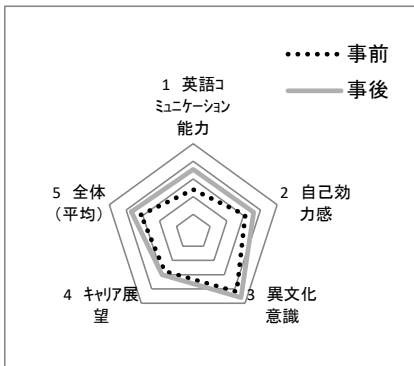 事前
事後
1 英語コ
ミュニケーション
能力
2 自己効
力感
3 異文化
意識
4 キャリア展
望
5 全体
(平均)